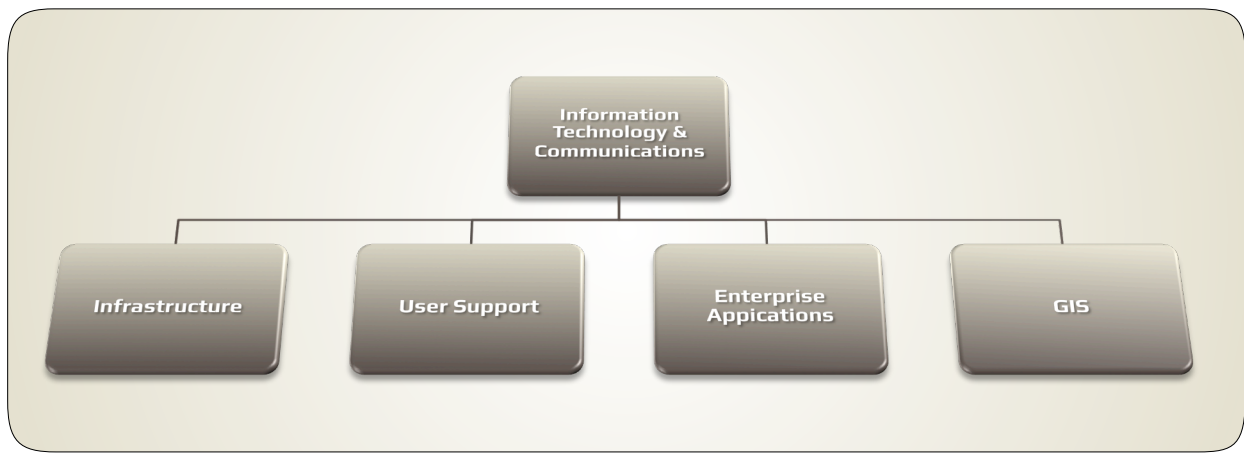 Information
Technology &
Communications
Infrastructure
User Support
Enterprise
Appications
GIS